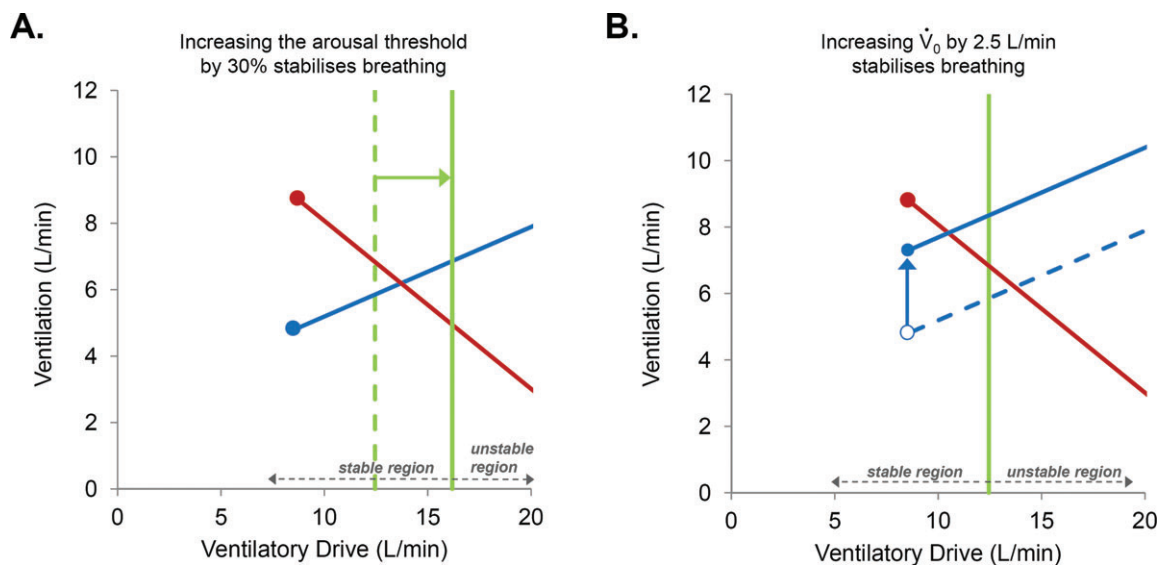 A.
Increasing the arousal threshold
by 30% stabilises breathing
Ventilation (L/min)
12
10
8
6
4
2
0
stable region
unstable
region
0
5
10
15
20
Ventilatory Drive (L/min)
B.
Increasing V̇₀ by 2.5 L/min
stabilises breathing
Ventilation (L/min)
12
10
8
6
4
2
0
stable region
unstable region
0
5
10
15
20
Ventilatory Drive (L/min)